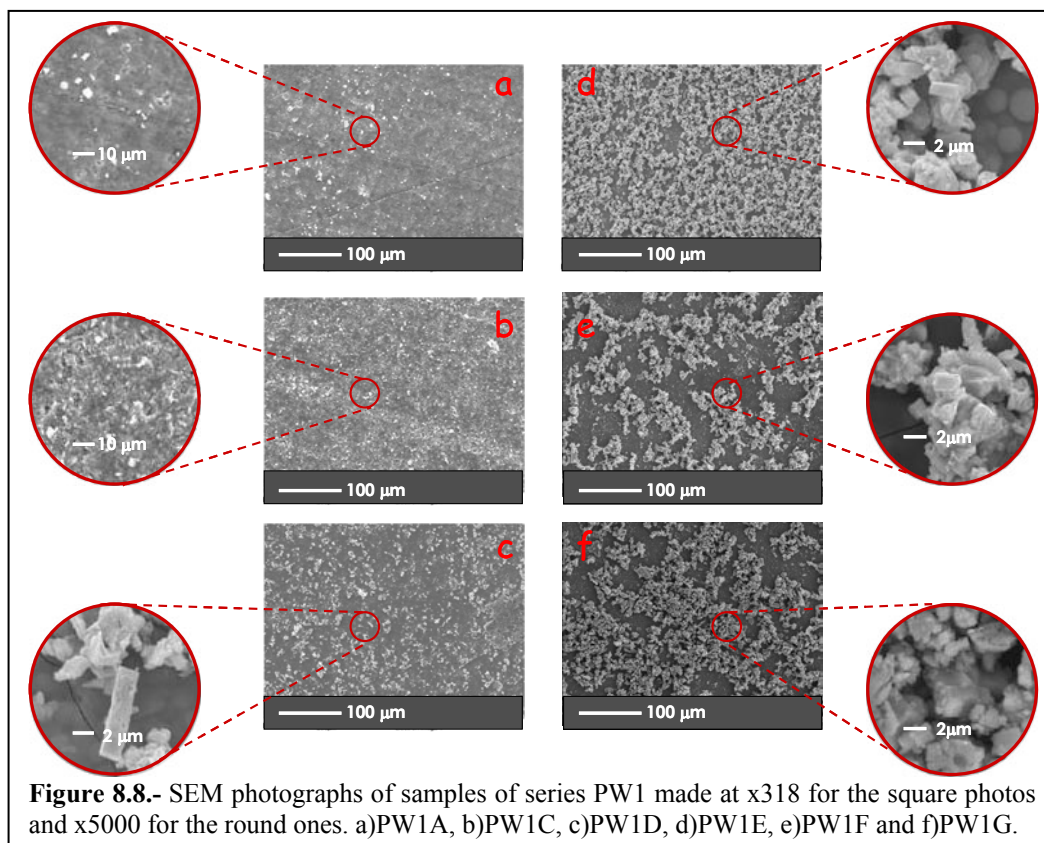 a
10 μm
100 μm
d
2 μm
100 μm
b
10 μm
100 μm
e
2μm
100 μm
c
2 μm
100 μm
f
2μm
100 μm
Figure 8.8.- SEM photographs of samples of series PW1 made at x318 for the square photos
and x5000 for the round ones. a)PW1A, b)PW1C, c)PW1D, d)PW1E, e)PW1F and f)PW1G.